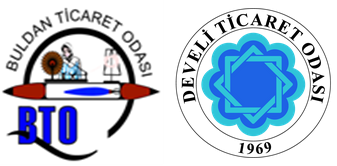 BULDAN TİCARET ODASI
BTO
DEVELİ TİCARET ODASI
1969